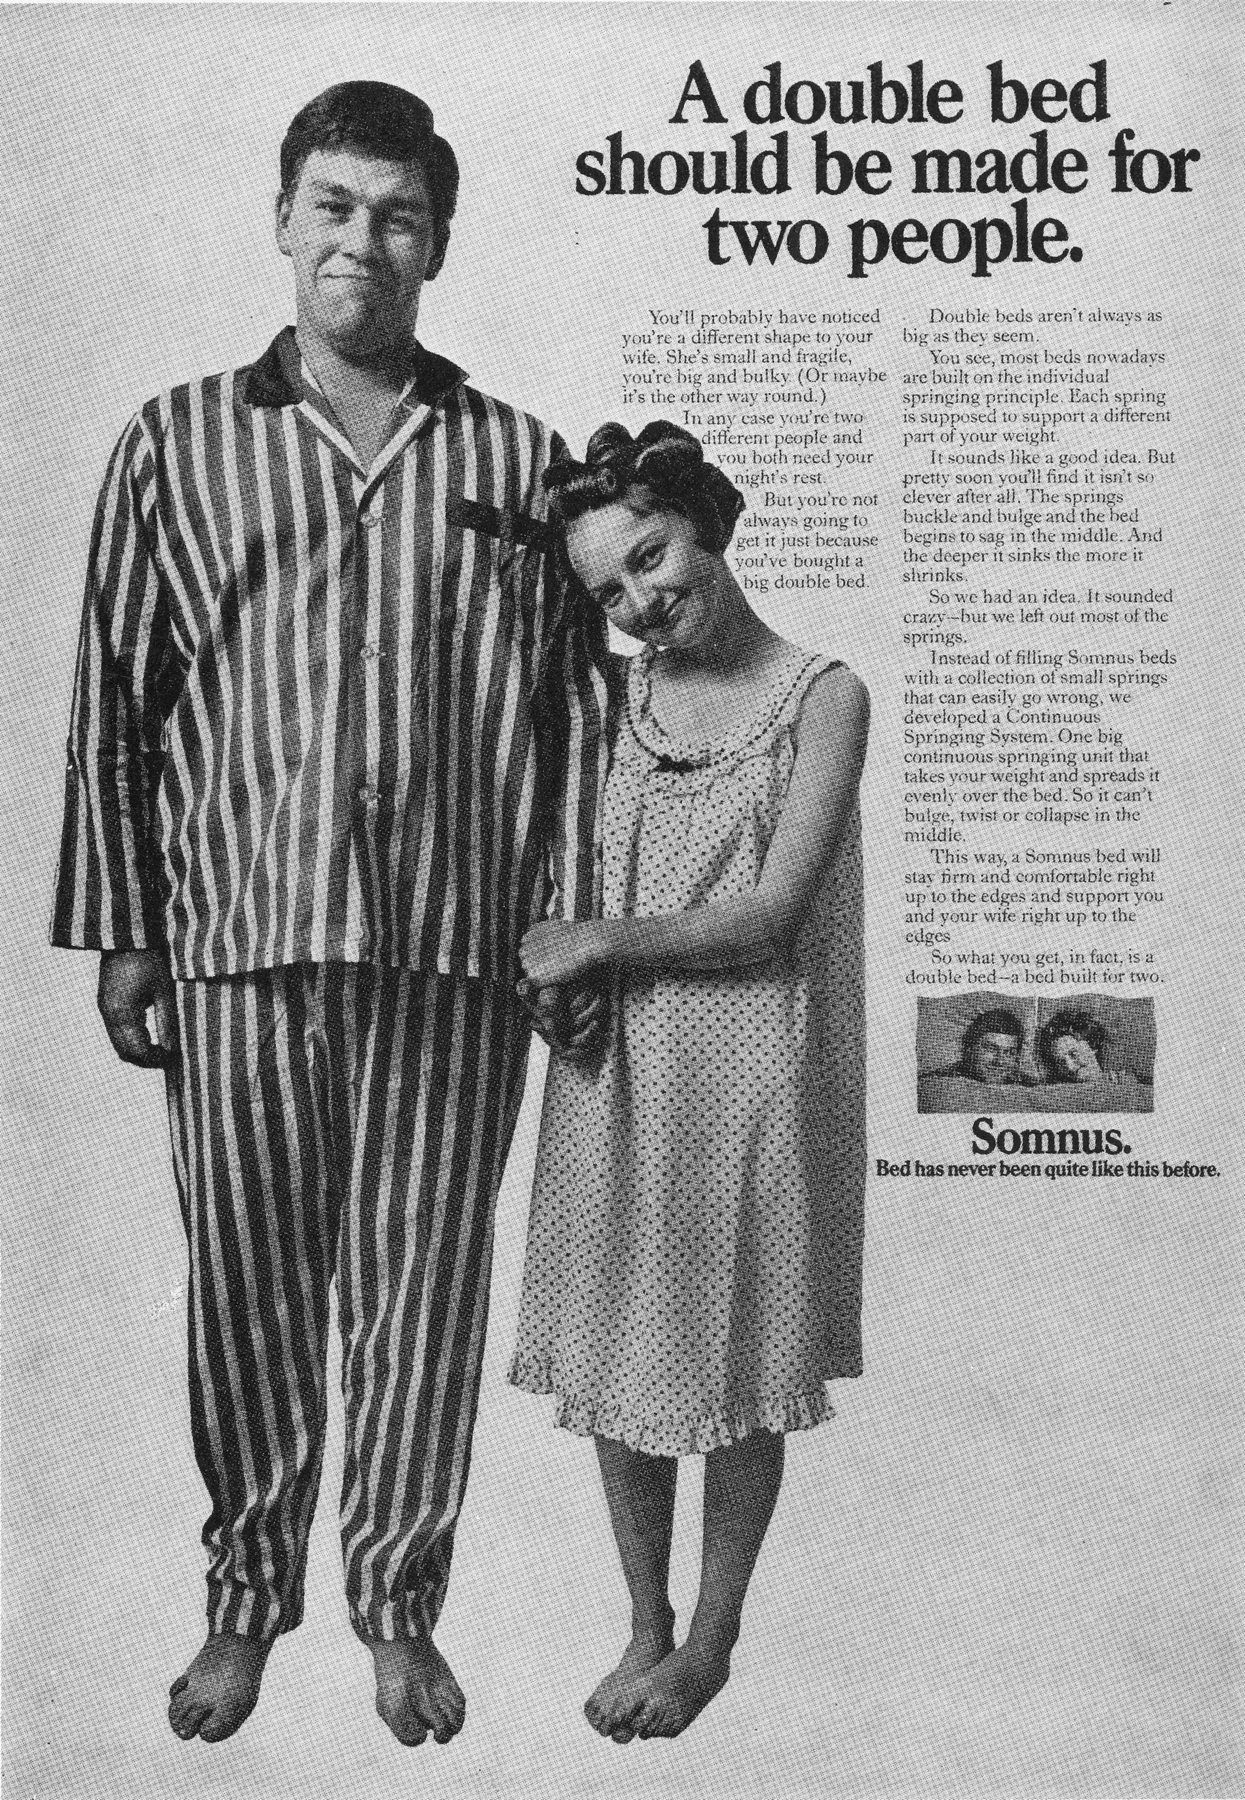 A double bed
should be made for
two people.
You'll probably have noticed
you're a different shape to your
wife. She's small and fragile,
you're big and bulky. (Or maybe
it's the other way round.)
In any case you're two
different people and
you both need your
night's rest.
But you're not
always going to
get it just because
you've bought a
big double bed.
Double beds aren't always as
big as they seem.
You see, most beds nowadays
are built on the individual
springing principle. Each spring
is supposed to support a different
part of your weight.
It sounds like a good idea. But
pretty soon you'll find it isn't so
clever after all. The springs
buckle and bulge and the bed
begins to sag in the middle. And
the deeper it sinks the more it
shrinks.
So we had an idea. It sounded
crazy—but we left out most of the
springs.
Instead of filling Somnus beds
with a collection of small springs
that can easily go wrong, we
developed a Continuous
Springing System. One big
continuous springing unit that
takes your weight and spreads it
evenly over the bed. So it can't
bulge, twist or collapse in the
middle.
This way, a Somnus bed will
stay firm and comfortable right
up to the edges and support you
and your wife right up to the
edges
So what you get, in fact, is a
double bed—a bed built for two.
Somnus.
Bed has never been quite like this before.